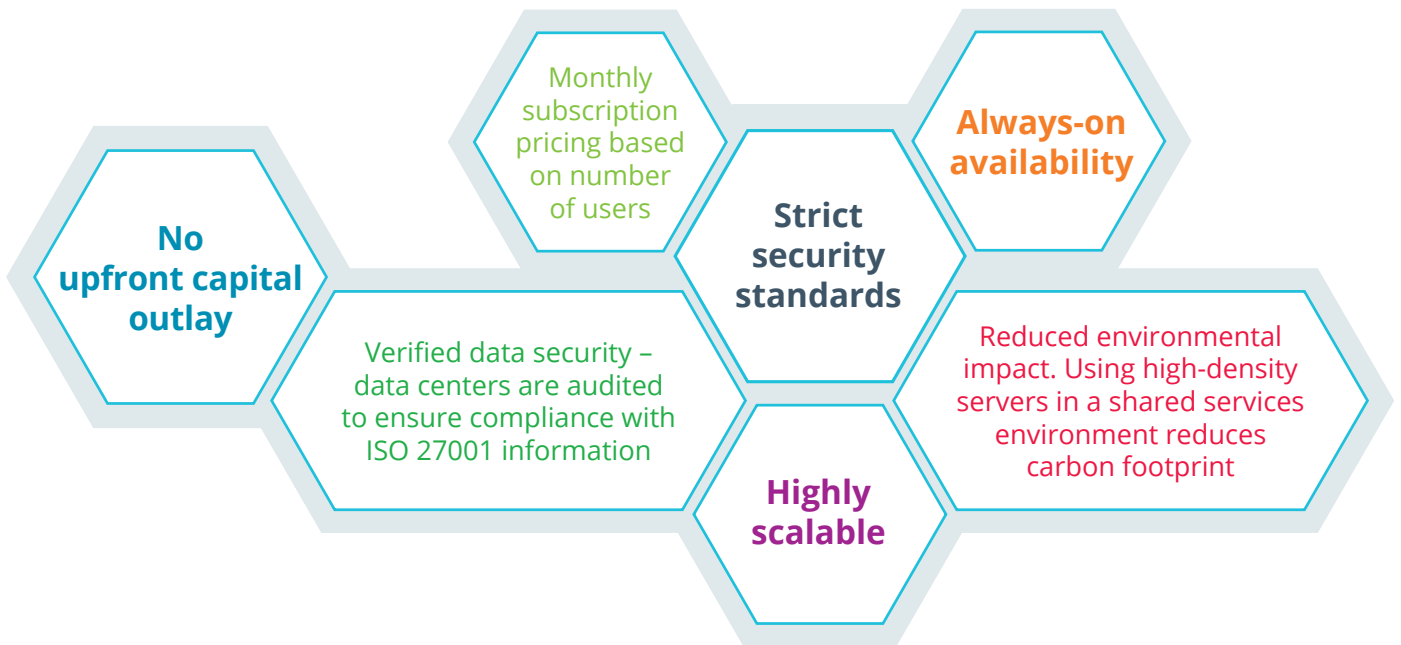 No
upfront capital
outlay
Monthly
subscription
pricing based
on number
of users
Verified data security –
data centers are audited
to ensure compliance with
ISO 27001 information
Strict
security
standards
Highly
scalable
Always-on
availability
Reduced environmental
impact. Using high-density
servers in a shared services
environment reduces
carbon footprint